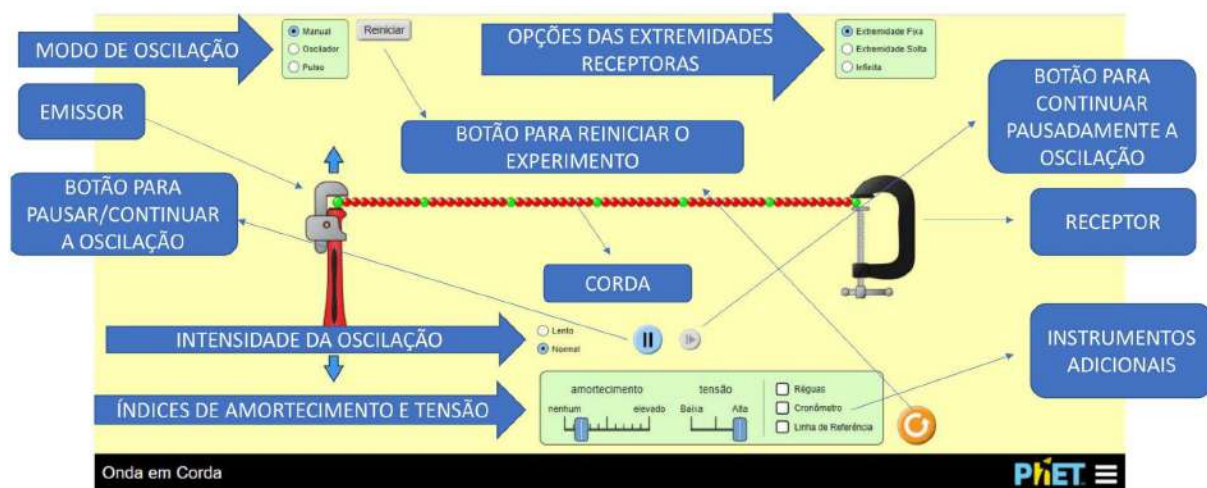 MODO DE OSCILAÇÃO
Manual
Oscilador
Pulso
Reiniciar
OPÇÕES DAS EXTREMIDADES
RECEPTORAS
Extremidade Fixa
Extremidade Solta
Infinita
EMISSOR
BOTÃO PARA REINICIAR O
EXPERIMENTO
BOTÃO PARA
CONTINUAR
PAUSADAMENTE A
OSCILAÇÃO
BOTÃO PARA
PAUSAR/CONTINUAR
A OSCILAÇÃO
RECEPTOR
CORDA
INTENSIDADE DA OSCILAÇÃO
Lento
Normal
INSTRUMENTOS
ADICIONAIS
ÍNDICES DE AMORTECIMENTO E TENSÃO
amortecimento
nenhum elevado
tensão
Baixa Alta
Réguas
Cronômetro
Linha de Referência
Onda em Corda
PhET